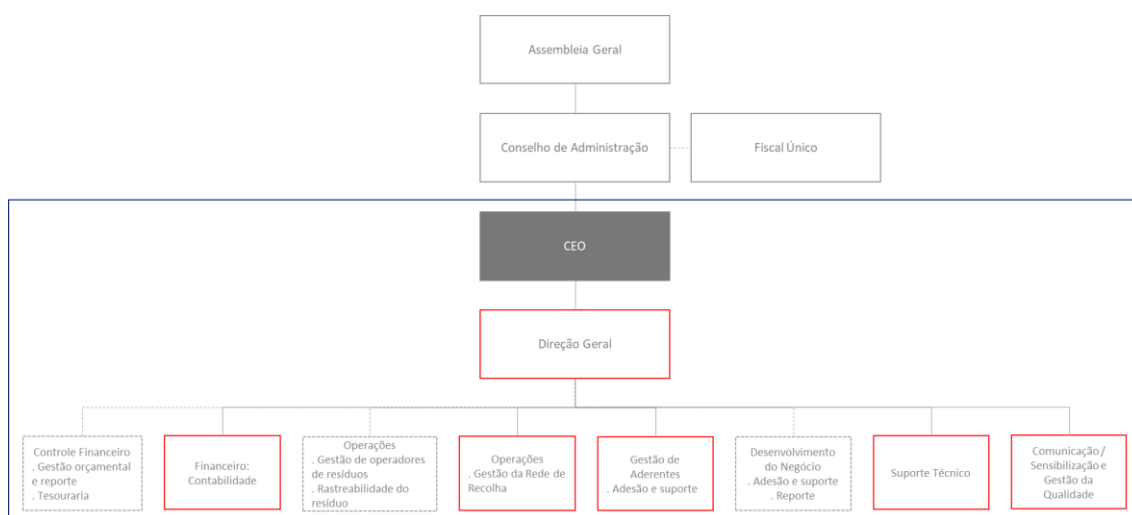 Assembleia Geral
Conselho de Administração
Fiscal Único
CEO
Direção Geral
Controle Financeiro
. Gestão orçamental
e reporte
. Tesouraria
Financeiro:
Contabilidade
Operações
. Gestão de operadores
de resíduos
. Rastreabilidade do
resíduo
Operações
. Gestão da Rede de
Recolha
Gestão de
Aderentes
. Adesão e suporte
Desenvolvimento
do Negócio
. Adesão e suporte
. Reporte
Suporte Técnico
Comunicação /
Sensibilização e
Gestão da
Qualidade